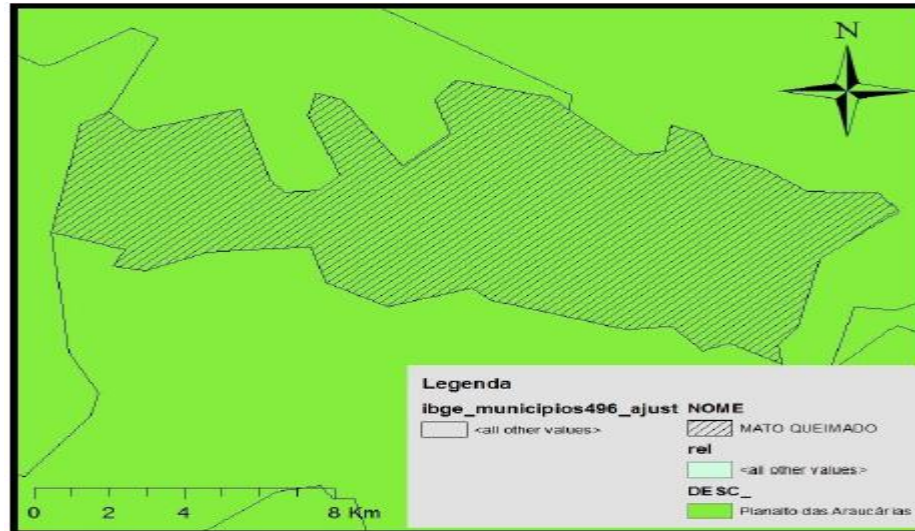 N
Legenda
ibge_municipios496_ajust NOME
<all other values> MATO QUEIMADO
rel
<all other values>
DESC_
Planalto das Araucárias
0 2 4 8 Km